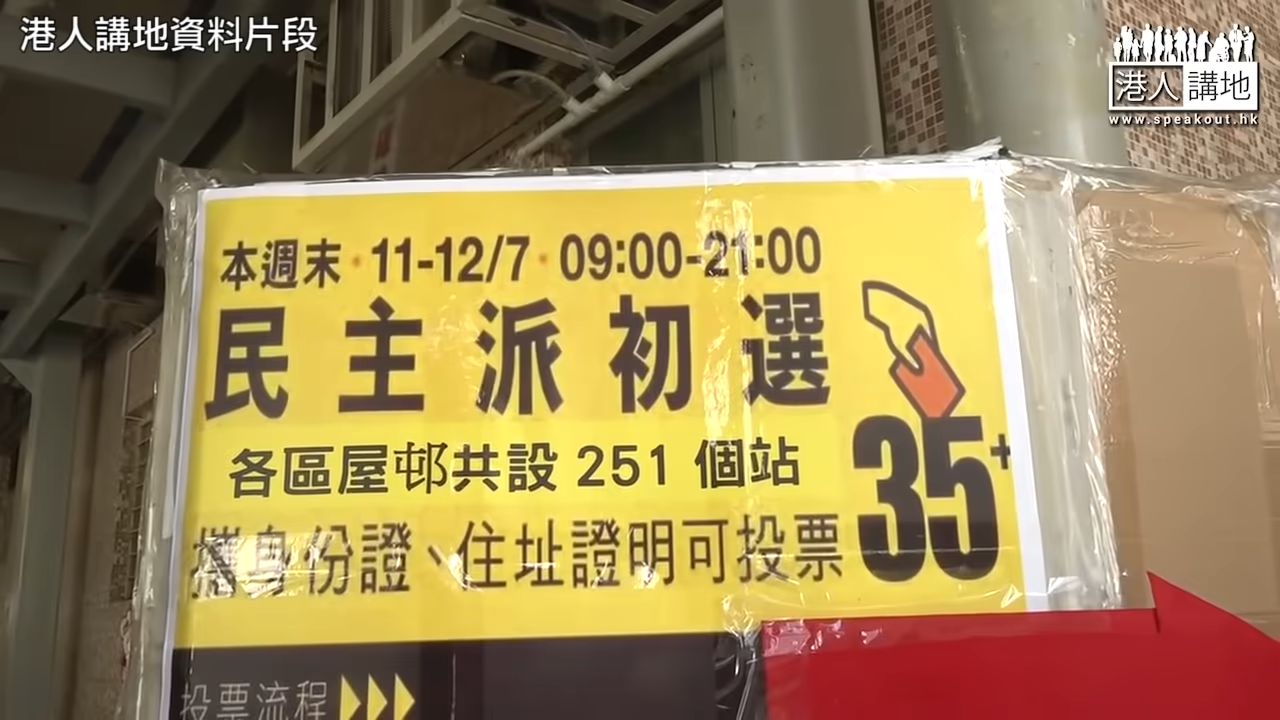 港人講地資料片段
港人講地
www.speakout.hk
本週末・11-12/7・09:00-21:00
民主派初選
各區屋邨共設 251 個站
35+
攜身份證、住址證明可投票
投票流程